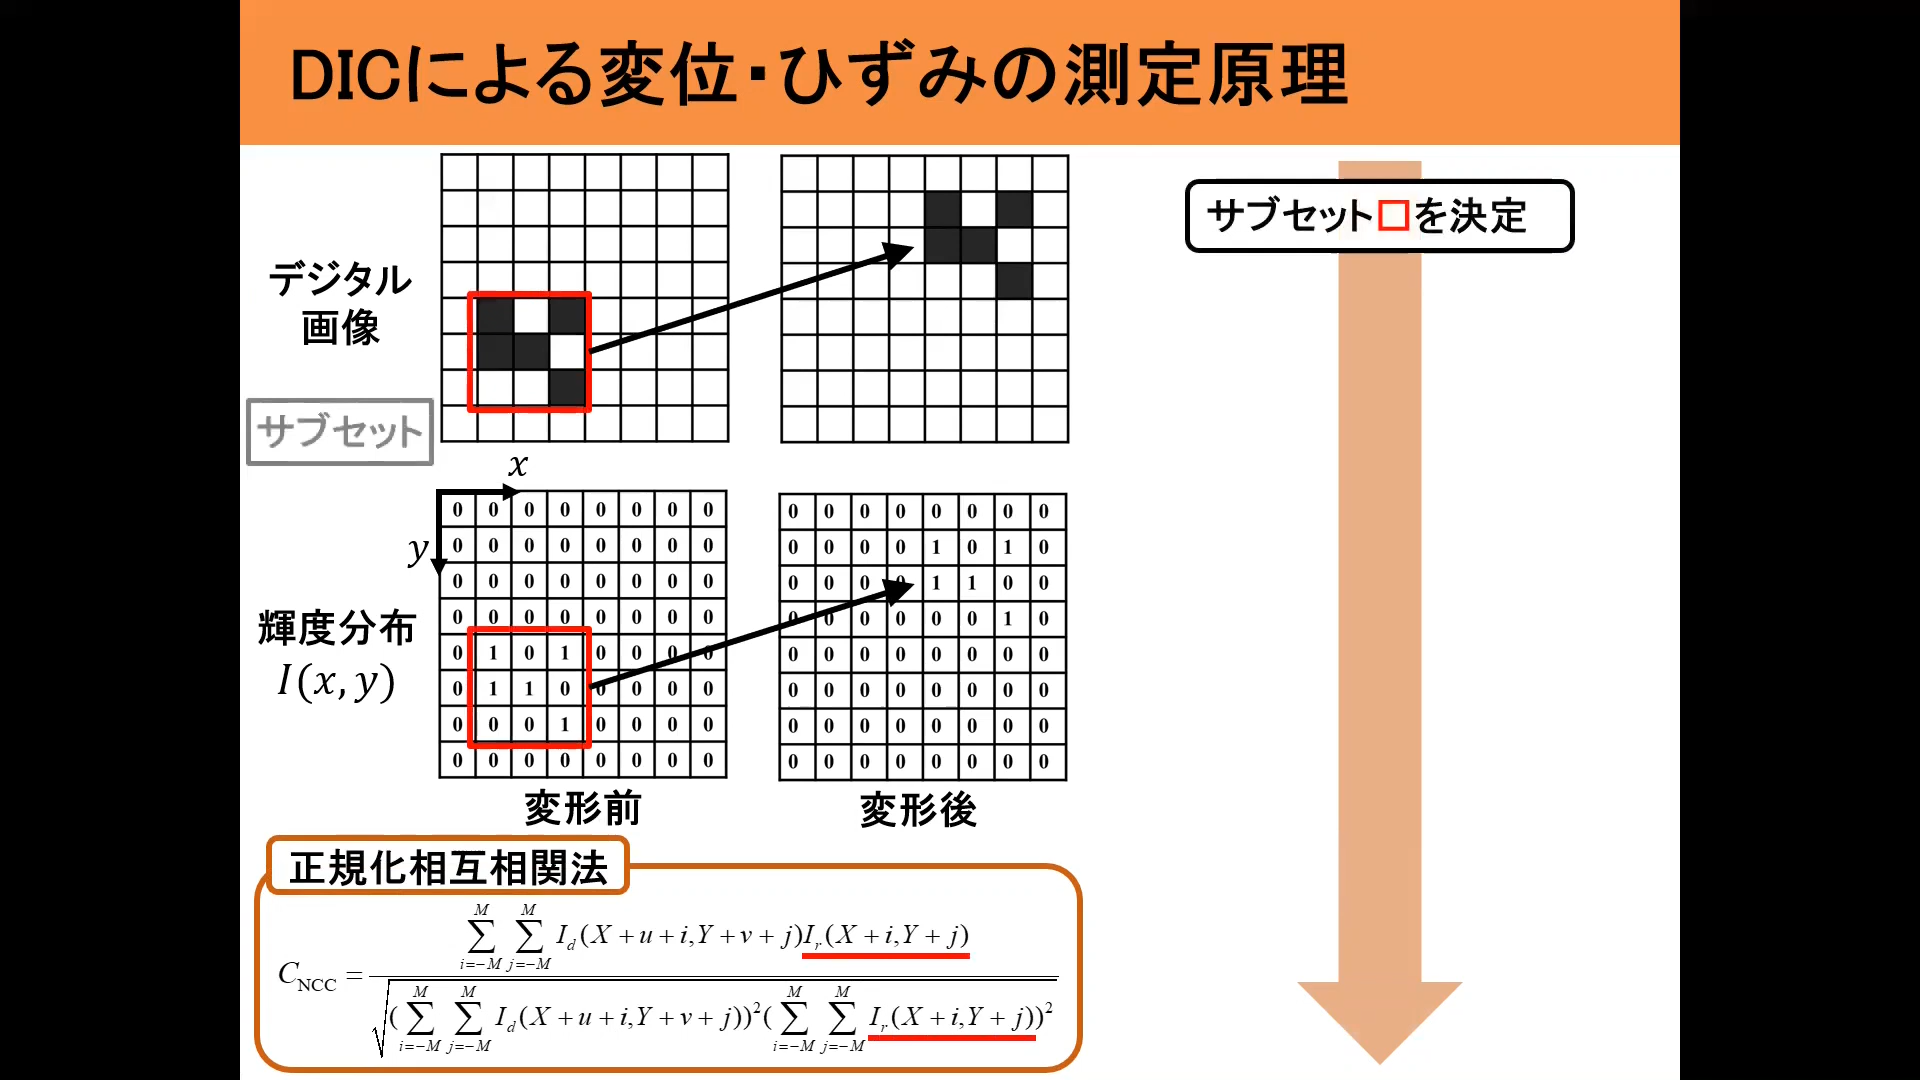 DICによる変位・ひずみの測定原理
サブセット□を決定
デジタル
画像
サブセット
x
y
輝度分布
I(x,y)
0 0 0 0 0 0 0 0
0 0 0 0 0 0 0 0
0 0 0 0 0 0 0 0
0 0 0 0 0 0 0 0
0 1 0 1 0 0 0 0
0 1 1 0 0 0 0 0
0 0 0 1 0 0 0 0
0 0 0 0 0 0 0 0
変形前
0 0 0 0 0 0 0 0
0 0 0 0 1 0 1 0
0 0 0 0 1 1 0 0
0 0 0 0 0 0 1 0
0 0 0 0 0 0 0 0
0 0 0 0 0 0 0 0
0 0 0 0 0 0 0 0
0 0 0 0 0 0 0 0
変形後
正規化相互相関法
C_NCC = \frac{\sum_{i=-M}^{M} \sum_{j=-M}^{M} I_d(X+u+i,Y+v+j)I_r(X+i,Y+j)}{\sqrt{(\sum_{i=-M}^{M} \sum_{j=-M}^{M} I_d(X+u+i,Y+v+j))^2(\sum_{i=-M}^{M} \sum_{j=-M}^{M} I_r(X+i,Y+j))^2}}